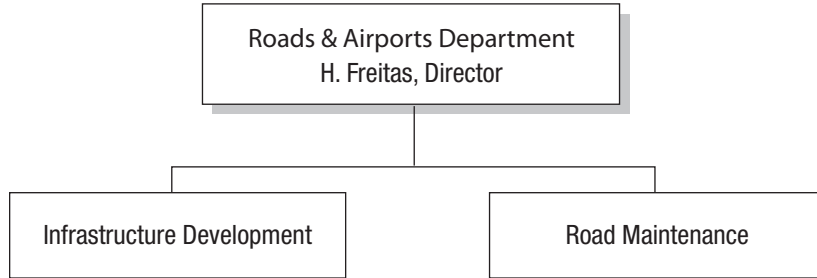 Roads & Airports Department
H. Freitas, Director
Infrastructure Development
Road Maintenance